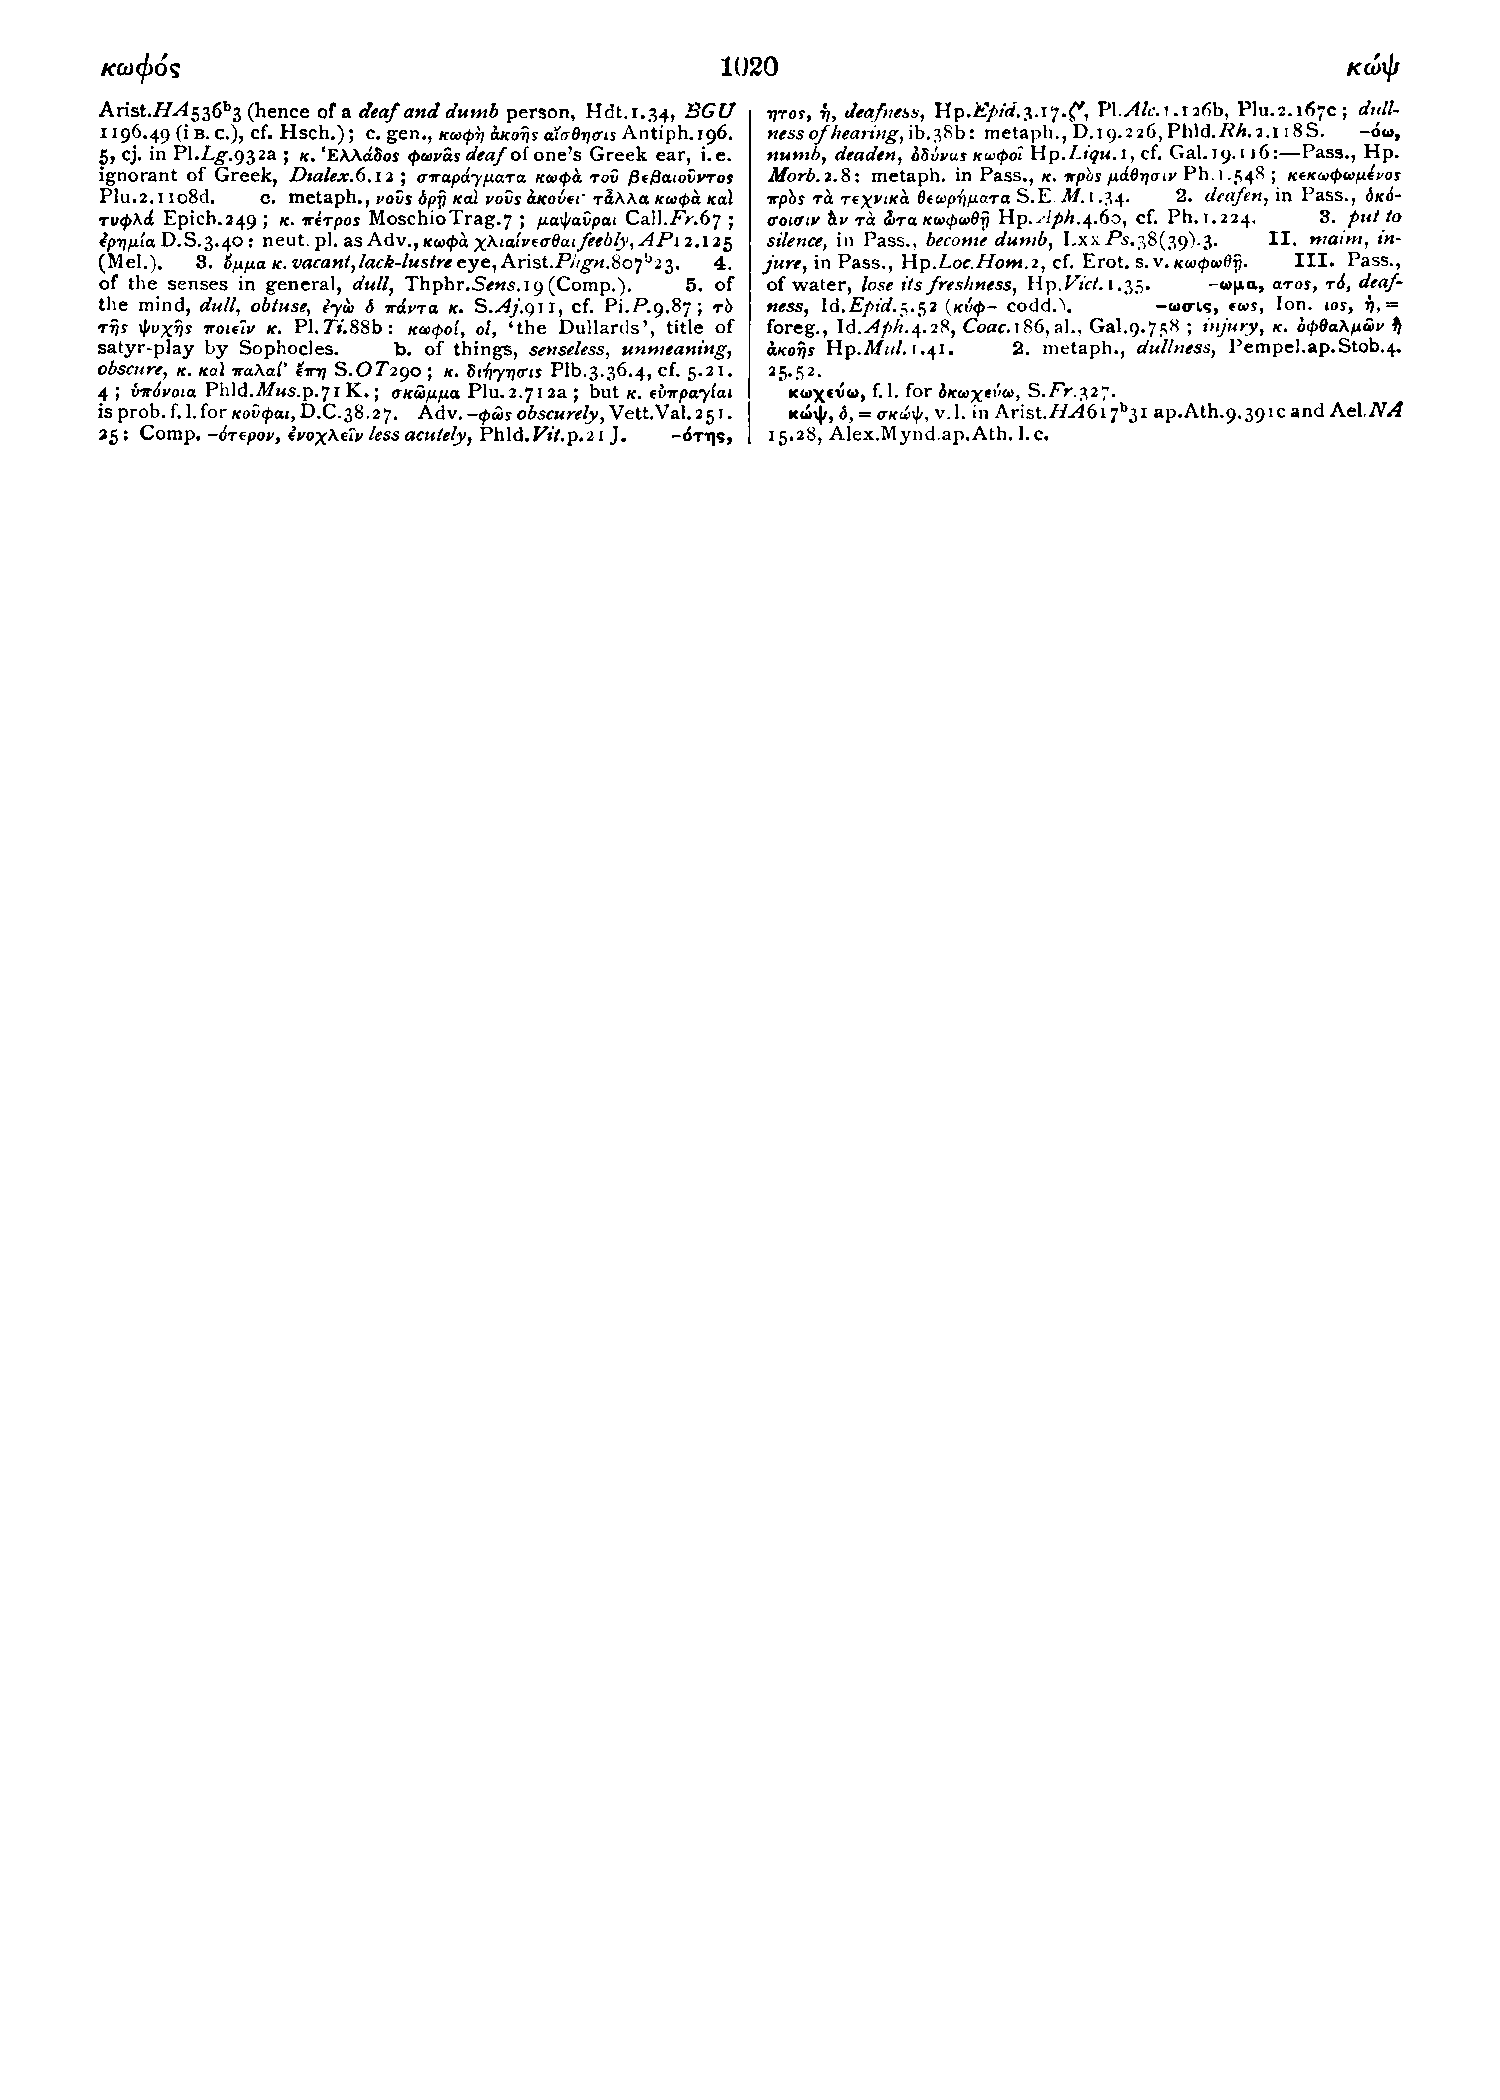 κωφός 1020 κώψ
Arist.HA536ᵇ3 (hence of a deaf and dumb person, Hdt.1.34, BGU
1196.49 (i B. C.), cf. Hsch.); c. gen., κωφὴ ἀκοῆς αἴσθησις Antiph.196.
5, cj. in Pl.Lg.932a ; κ. Ἑλλάδος φωνᾶς deaf of one's Greek ear, i. e.
ignorant of Greek, Dialex.6.12 ; σπαράγματα κωφὰ τοῦ βεβαιοῦντος
Plu.2.1108d. c. metaph., νοῦς ὁρῇ καὶ νοῦς ἀκούει· τἆλλα κωφὰ καὶ
τυφλά Epich.249 ; κ. πέτρος MoschioTrag.7 ; μαψαῦραι Call.Fr.67 ;
ἐρημία D.S.3.40 : neut. pl. as Adv., κωφὰ χλιαίνεσθαι feebly, AP12.125
(Mel.). 3. ὄμμα κ. vacant, lack-lustre eye, Arist.Phgn.807ᵇ23. 4.
of the senses in general, dull, Thphr.Sens.19 (Comp.). 5. of
the mind, dull, obtuse, ἐγὼ ὁ πάντα κ. S.Aj.911, cf. Pi.P.9.87 ; τὸ
τῆς ψυχῆς ποιεῖν κ. Pl.Ti.88b : κωφοί, οἱ, ‘the Dullards’, title of
satyr-play by Sophocles. b. of things, senseless, unmeaning,
obscure, κ. καὶ παλαί’ ἔπη S.OT290 ; κ. διήγησις Plb.3.36.4, cf. 5.21.
4 ; ὑπόνοια Phld.Mus.p.71 K. ; σκῶμμα Plu.2.712a ; but κ. εὐπραγίαι
is prob. f. l. for κοῦφαι, D.C.38.27. Adv. -φῶς obscurely, Vett.Val.251.
25 : Comp. -ότερον, ἐνοχλεῖν less acutely, Phld.Vit.p.21 J. -ότης,
ητος, ἡ, deafness, Hp.Epid.3.17.ζʹ, Pl.Alc.1.126b, Plu.2.167c ; dull-
ness of hearing, ib.38b : metaph., D.19.226, Phld.Rh.2.118 S. -όω,
numb, deaden, ὀδύνας κωφοῖ Hp.Liqu.1, cf. Gal.19.116 :—Pass., Hp.
Morb.2.8 : metaph. in Pass., κ. πρὸς μάθησιν Ph.1.548 ; κεκωφωμένος
πρὸς τὰ τεχνικὰ θεωρήματα S.E M.1.34. 2. deafen, in Pass., ὁκό-
σοισιν ἂν τὰ ὦτα κωφωθῇ Hp.Aph.4.60, cf. Ph.1.224. 3. put to
silence, in Pass., become dumb, Lxx Ps.38(39).3. II. maim, in-
jure, in Pass., Hp.Loc.Hom.2, cf. Erot. s. v. κωφωθῇ. III. Pass.,
of water, lose its freshness, Hp.Vict.1.35. -ωμα, ατος, τό, deaf-
ness, Id.Epid.5.52 (κύφ- codd.). -ωσις, εως, Ion. ιος, ἡ, =
foreg., Id.Aph.4.28, Coac.186, al., Gal.9.758 ; injury, κ. ὀφθαλμῶν ἢ
ἀκοῆς Hp.Mul.1.41. 2. metaph., dullness, Pempel.ap.Stob.4.
25.52.
κωχεύω, f. l. for ὀκωχεύω, S.Fr.327.
κώψ, ὁ, = σκώψ, v. l. in Arist.HA617ᵇ31 ap.Ath.9.391c and Ael.NA
15.28, Alex.Mynd.ap.Ath. l. c.